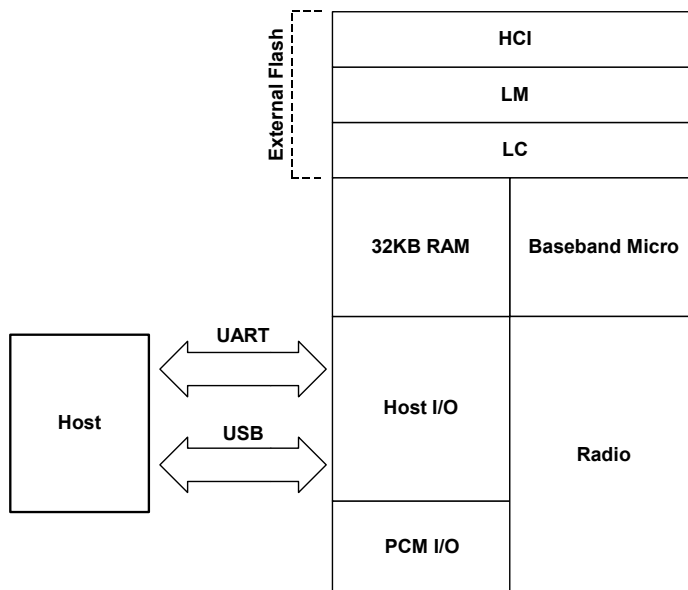 External Flash
HCI
LM
LC
32KB RAM
Baseband Micro
UART
Host
Host I/O
USB
Radio
PCM I/O